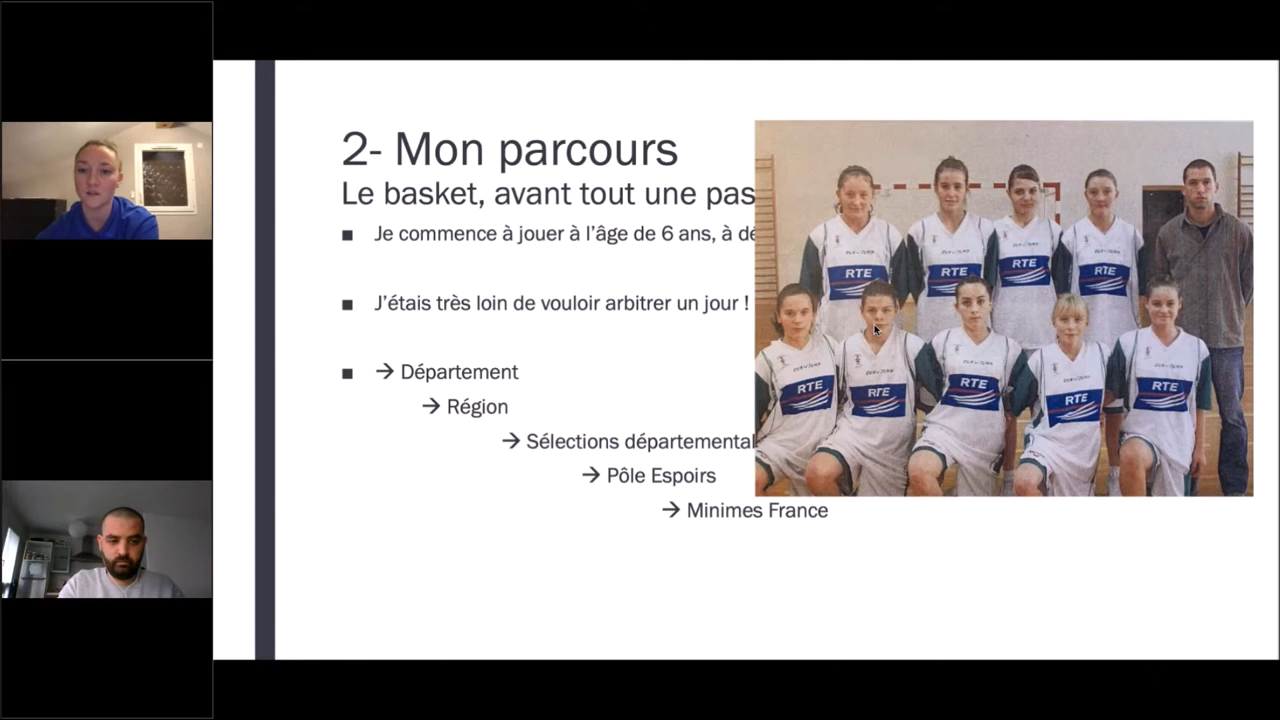 2- Mon parcours
Le basket, avant tout une pas
Je commence à jouer à l'âge de 6 ans, à dé
J'étais très loin de vouloir arbitrer un jour !
→ Département
→ Région
→ Sélections départemental
→ Pôle Espoirs
→ Minimes France
RTE
RTE
RTE
RTE
RTE
RTE
RTE
RTE
RTE